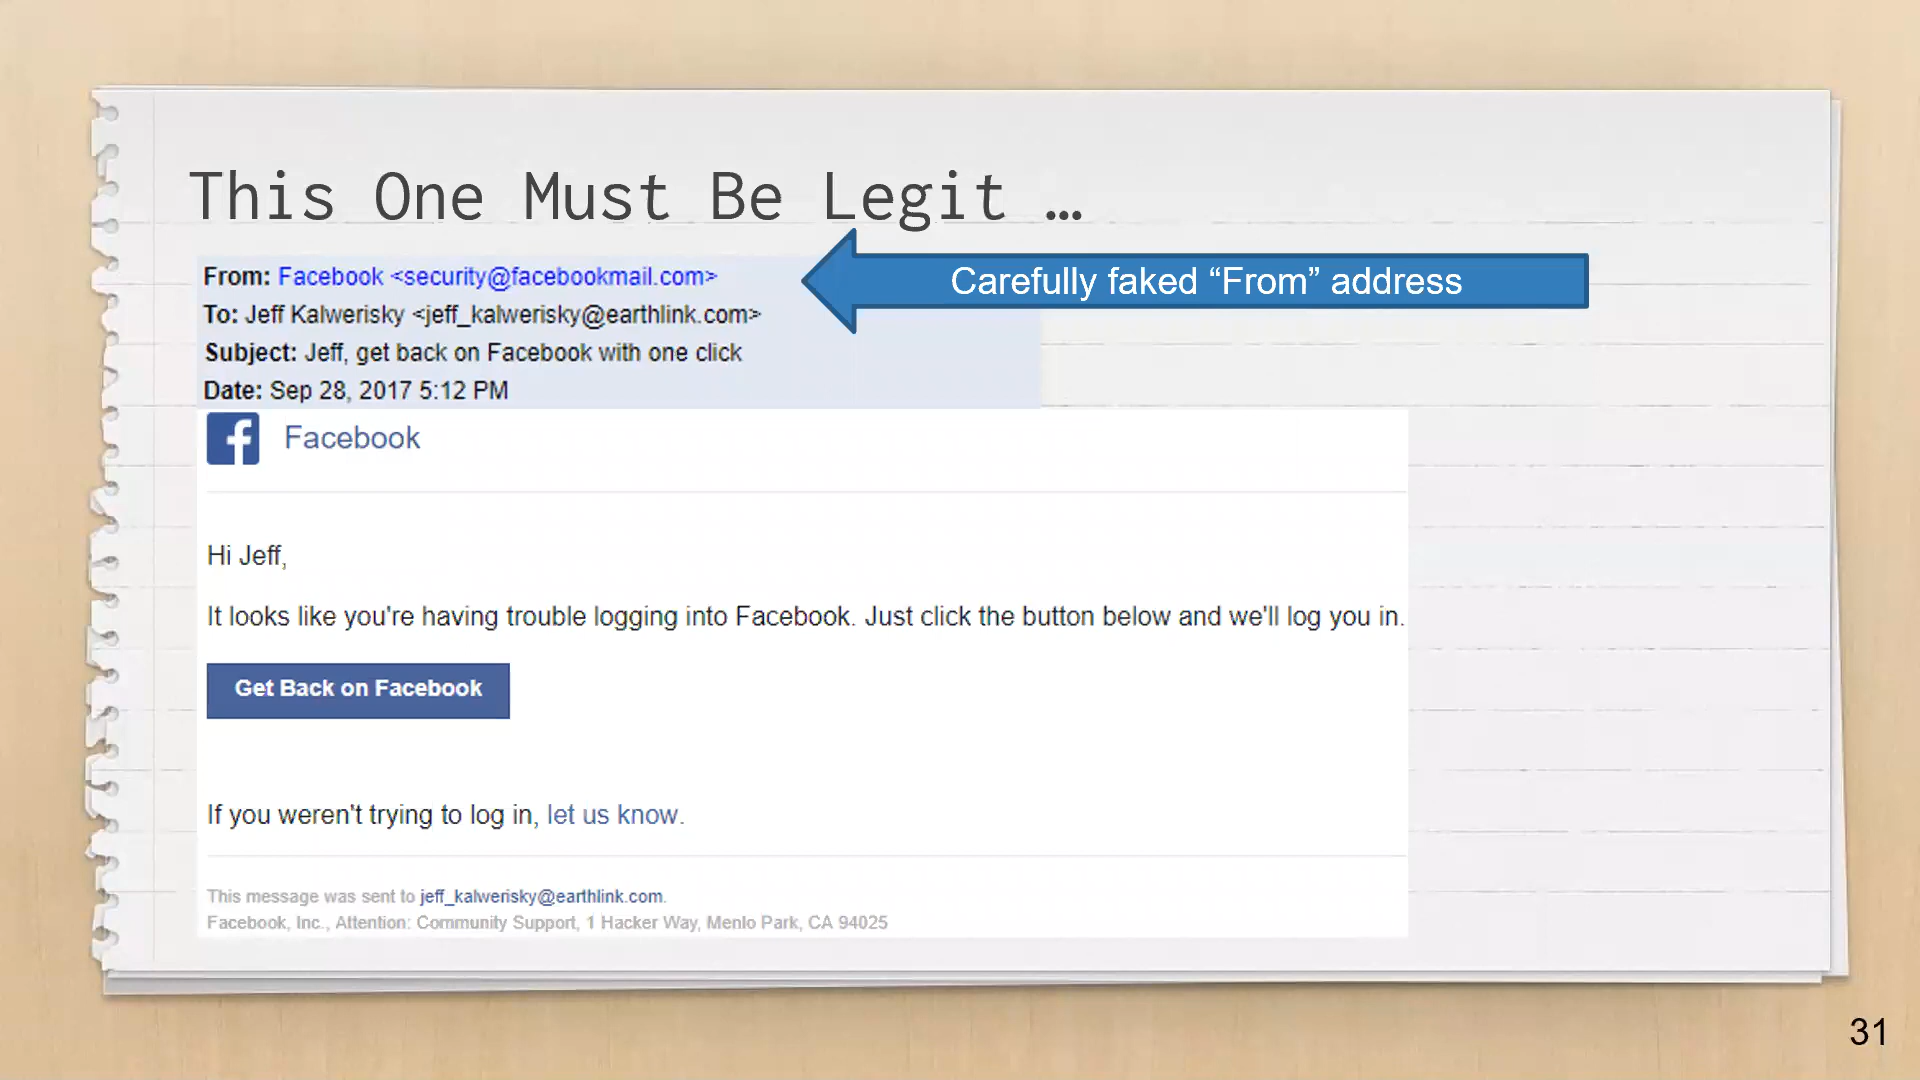 This One Must Be Legit …
From: Facebook <security@facebookmail.com>
Carefully faked “From” address
To: Jeff Kalwerisky <jeff_kalwerisky@earthlink.com>
Subject: Jeff, get back on Facebook with one click
Date: Sep 28, 2017 5:12 PM
f Facebook
Hi Jeff,
It looks like you're having trouble logging into Facebook. Just click the button below and we'll log you in.
Get Back on Facebook
If you weren't trying to log in, let us know.
This message was sent to jeff_kalwerisky@earthlink.com.
Facebook, Inc., Attention: Community Support, 1 Hacker Way, Menlo Park, CA 94025
31